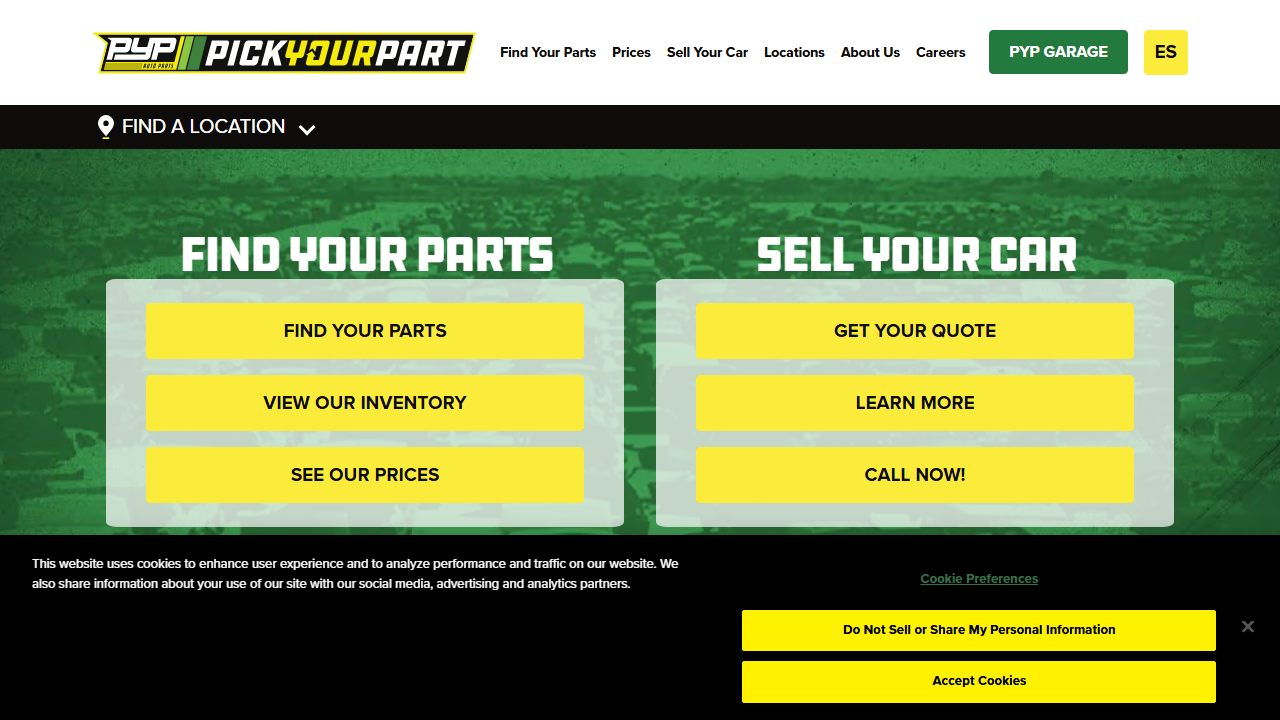 PYP AUTO PARTS PICKYOURPART
Find Your Parts Prices Sell Your Car Locations About Us Careers PYP GARAGE ES
FIND A LOCATION
FIND YOUR PARTS
FIND YOUR PARTS
VIEW OUR INVENTORY
SEE OUR PRICES
SELL YOUR CAR
GET YOUR QUOTE
LEARN MORE
CALL NOW!
This website uses cookies to enhance user experience and to analyze performance and traffic on our website. We
also share information about your use of our site with our social media, advertising and analytics partners.
Cookie Preferences
Do Not Sell or Share My Personal Information
Accept Cookies